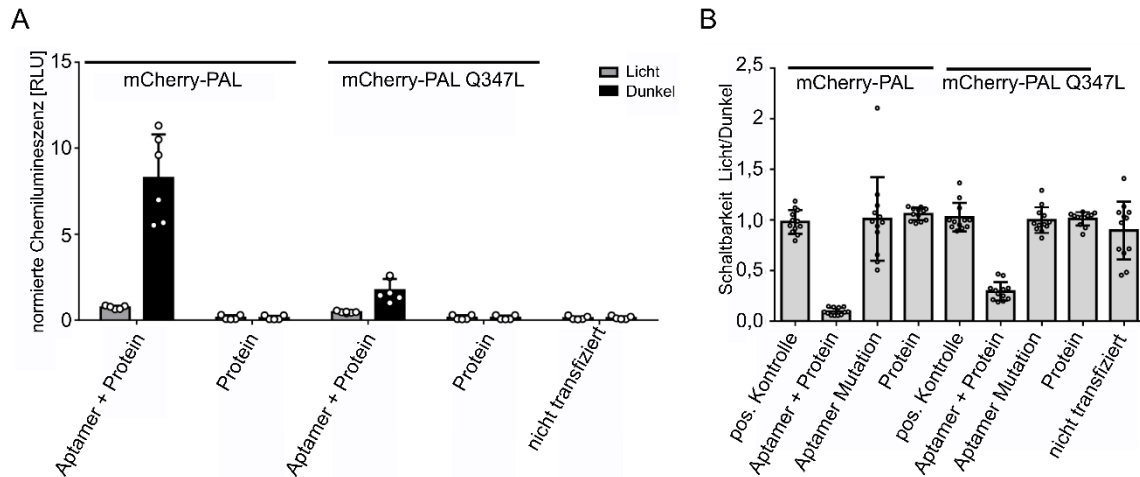 A
normierte Chemilumineszenz [RLU]
15
10
5
0
mCherry-PAL
mCherry-PAL Q347L
Licht
Dunkel
Aptamer + Protein
Protein
Aptamer + Protein
Protein
nicht transfiziert
B
Schaltbarkeit Licht/Dunkel
2,5
2
1,5
1,0
0,5
0,0
mCherry-PAL
mCherry-PAL Q347L
pos. Kontrolle
Aptamer + Protein
Aptamer Mutation
Protein
pos. Kontrolle
Aptamer + Protein
Aptamer Mutation
Protein
nicht transfiziert